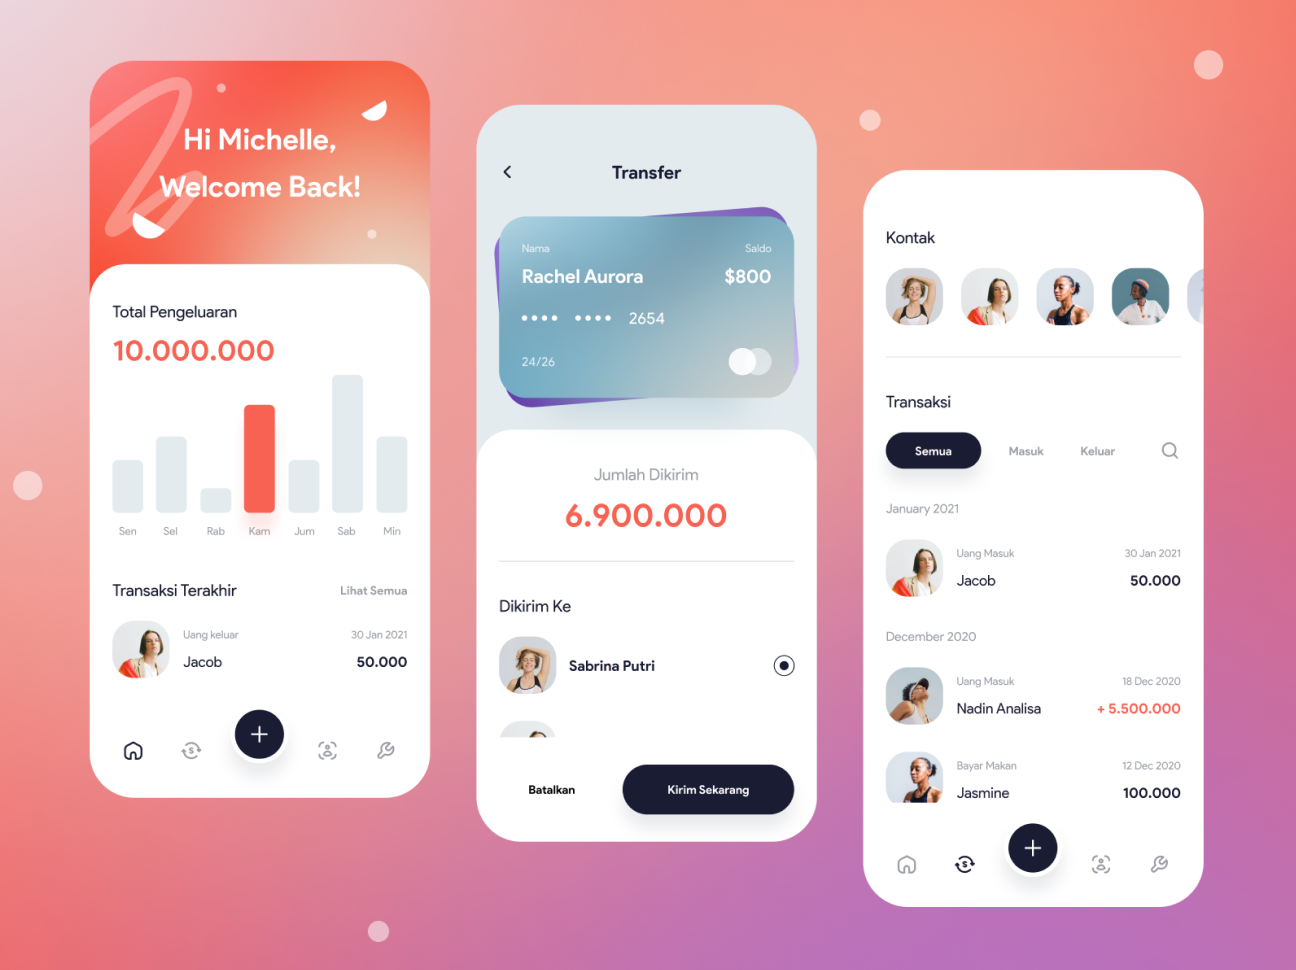 Hi Michelle,
Welcome Back!
Total Pengeluaran
10.000.000
Sen Sel Rab Kam Jum Sab Min
Transaksi Terakhir Lihat Semua
Uang keluar 30 Jan 2021
Jacob 50.000
Transfer
Nama Saldo
Rachel Aurora $800
•••• •••• 2654
24/26
Jumlah Dikirim
6.900.000
Dikirim Ke
Sabrina Putri
Batalkan Kirim Sekarang
Kontak
Transaksi
Semua Masuk Keluar
January 2021
Uang Masuk 30 Jan 2021
Jacob 50.000
December 2020
Uang Masuk 18 Dec 2020
Nadin Analisa + 5.500.000
Bayar Makan 12 Dec 2020
Jasmine 100.000